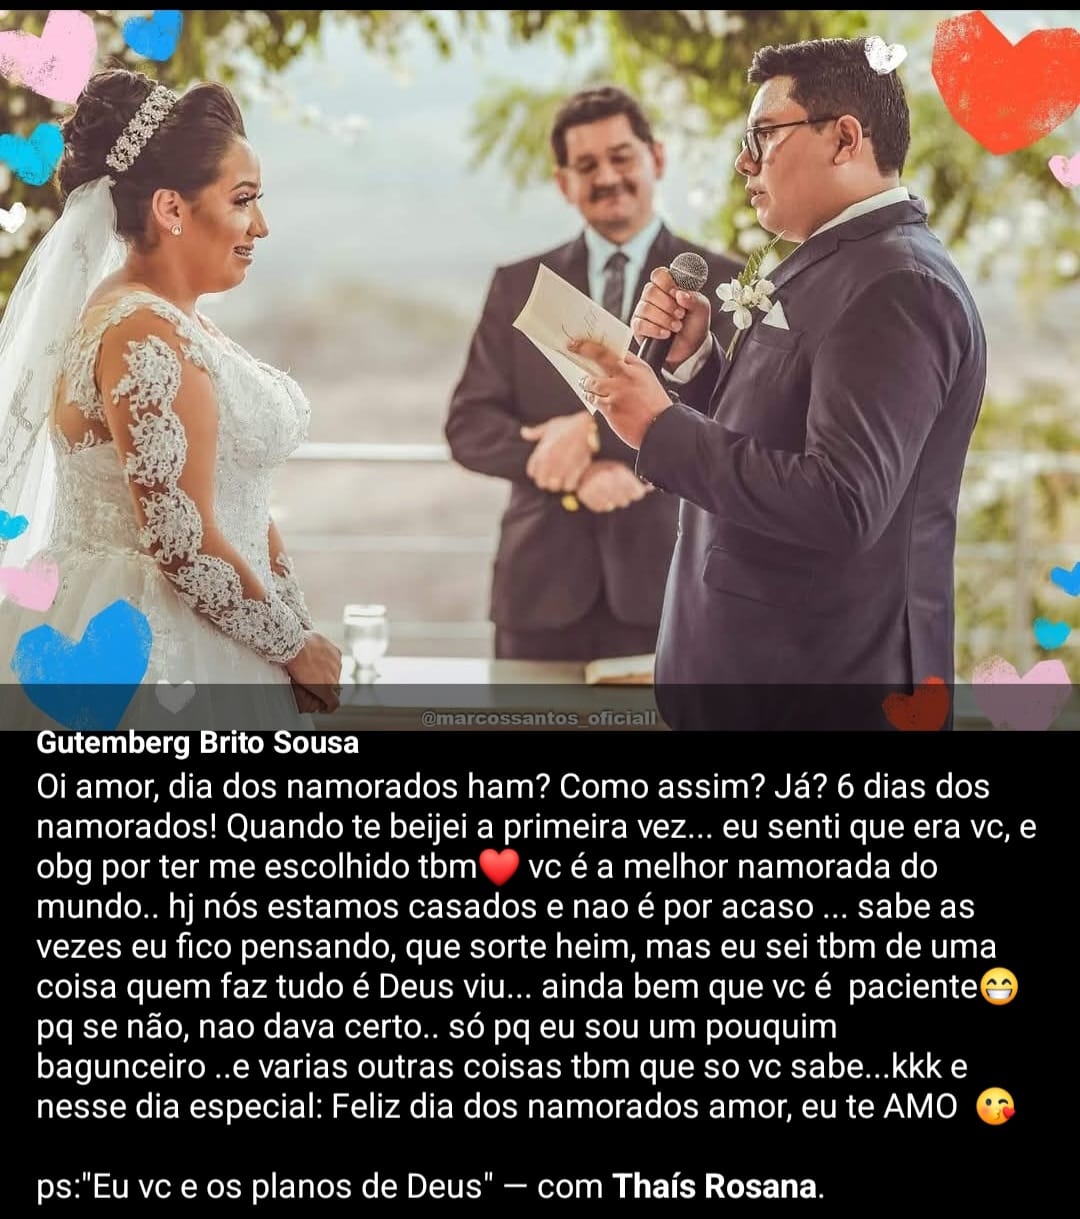 @marcossantos_oficiall
Gutemberg Brito Sousa
Oi amor, dia dos namorados ham? Como assim? Já? 6 dias dos
namorados! Quando te beijei a primeira vez... eu senti que era vc, e
obg por ter me escolhido tbm❤️ vc é a melhor namorada do
mundo.. hj nós estamos casados e nao é por acaso ... sabe as
vezes eu fico pensando, que sorte heim, mas eu sei tbm de uma
coisa quem faz tudo é Deus viu... ainda bem que vc é  paciente😁
pq se não, nao dava certo.. só pq eu sou um pouquim
bagunceiro ..e varias outras coisas tbm que so vc sabe...kkk e
nesse dia especial: Feliz dia dos namorados amor, eu te AMO 😘
ps:"Eu vc e os planos de Deus" — com Thaís Rosana.